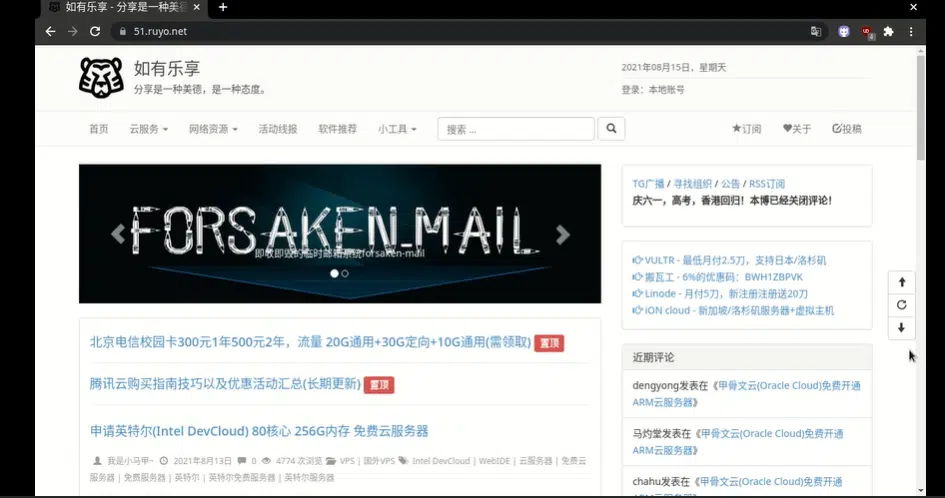 如有乐享 - 分享是一种美德
51.ruyo.net
如有乐享
分享是一种美德，是一种态度。
2021年08月15日，星期天
登录：本地账号
首页
云服务
网络资源
活动线报
软件推荐
小工具
搜索 ...
订阅
关于
投稿
FORSAKEN-MAIL
即收即毁的临时邮箱系统forsaken-mail
TG广播 / 寻找组织 / 公告 / RSS订阅
庆六一，高考，香港回归！本博已经关闭评论！
VULTR - 最低月付2.5刀，支持日本/洛杉矶
搬瓦工 - 6%的优惠码：BWH1ZBPVK
Linode - 月付5刀，新注册注册送20刀
iON cloud - 新加坡/洛杉矶服务器+虚拟主机
北京电信校园卡300元1年500元2年，流量 20G通用+30G定向+10G通用(需领取) 置顶
腾讯云购买指南技巧以及优惠活动汇总(长期更新) 置顶
申请英特尔(Intel DevCloud) 80核心 256G内存 免费云服务器
我是小马甲~ 2021年8月13日 0 4774 次浏览 VPS | 国外VPS Intel DevCloud | WebIDE | 云服务器 | 免费云
服务器 | 免费服务器 | 英特尔 | 英特尔免费服务器 | 英特尔服务器
近期评论
dengyong发表在《甲骨文云(Oracle Cloud)免费开通
ARM云服务器》
马灼堂发表在《甲骨文云(Oracle Cloud)免费开通
ARM云服务器》
chahu发表在《甲骨文云(Oracle Cloud)免费开通